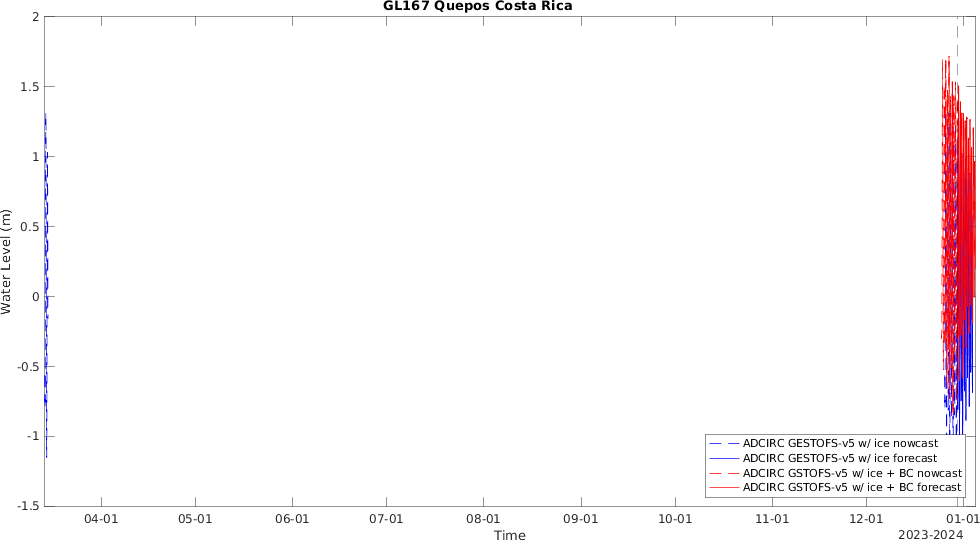 GL167 Quepos Costa Rica
2
1.5
1
0.5
0
-0.5
-1
-1.5
Water Level (m)
ADCIRC GESTOFS-v5 w/ ice nowcast
ADCIRC GESTOFS-v5 w/ ice forecast
ADCIRC GSTOFS-v5 w/ ice + BC nowcast
ADCIRC GSTOFS-v5 w/ ice + BC forecast
04-01 05-01 06-01 07-01 08-01 09-01 10-01 11-01 12-01 01-01
Time
2023-2024